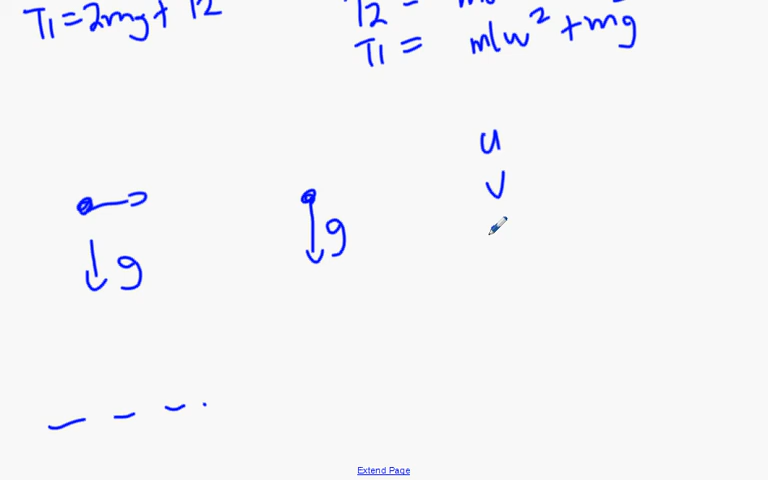 T1=2mg+T2
T2 =
T1 = mlw²+mg
u
v
g
g
Extend Page